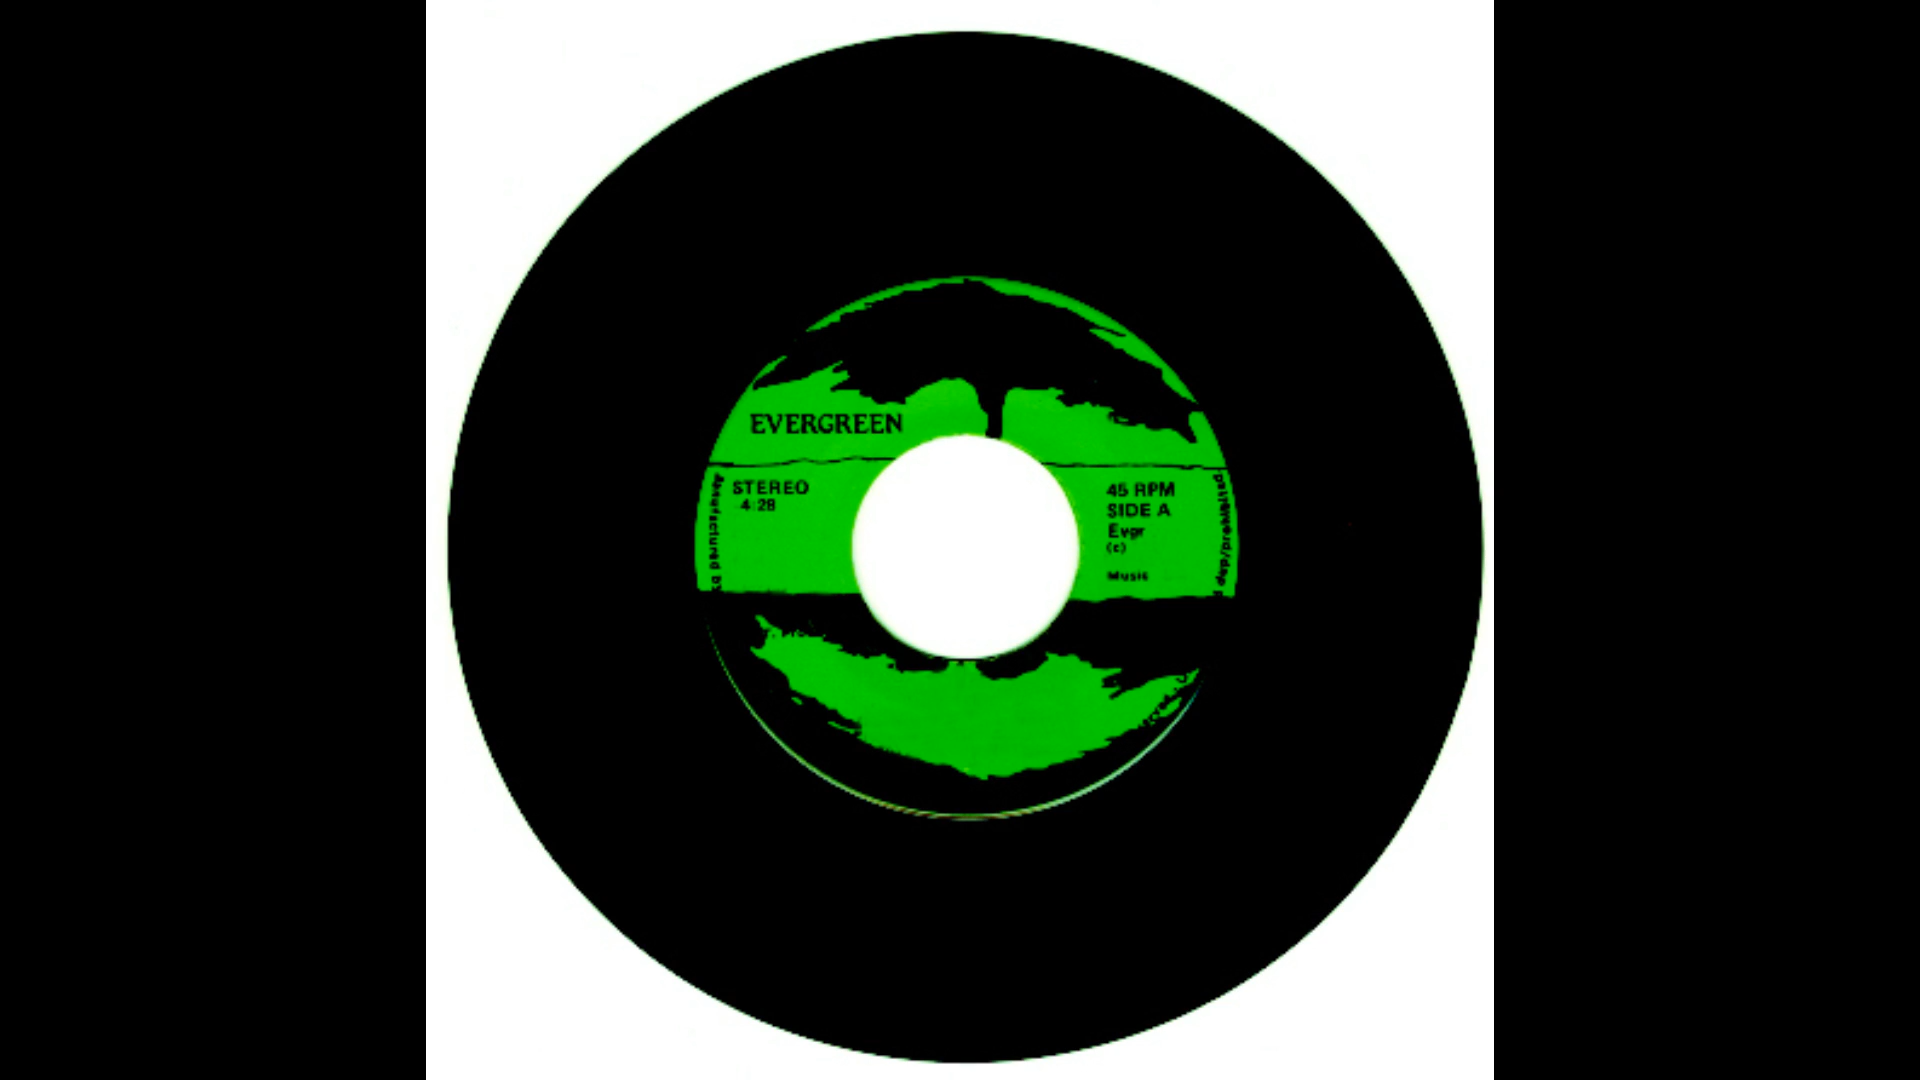 EVERGREEN
STEREO
4:28
45 RPM
SIDE A
Evgr
(c)
Music